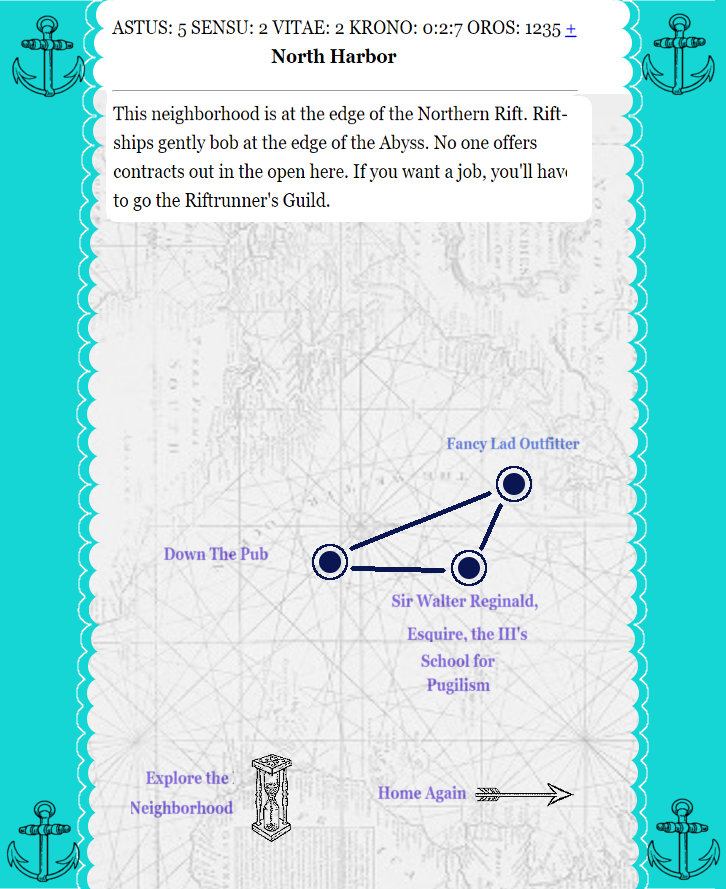 ASTUS: 5 SENSU: 2 VITAE: 2 KRONO: 0:2:7 OROS: 1235 +
North Harbor
This neighborhood is at the edge of the Northern Rift. Rift-
ships gently bob at the edge of the Abyss. No one offers
contracts out in the open here. If you want a job, you'll have
to go the Riftrunner's Guild.
Fancy Lad Outfitter
Down The Pub
Sir Walter Reginald,
Esquire, the III's
School for
Pugilism
Explore the
Neighborhood
Home Again